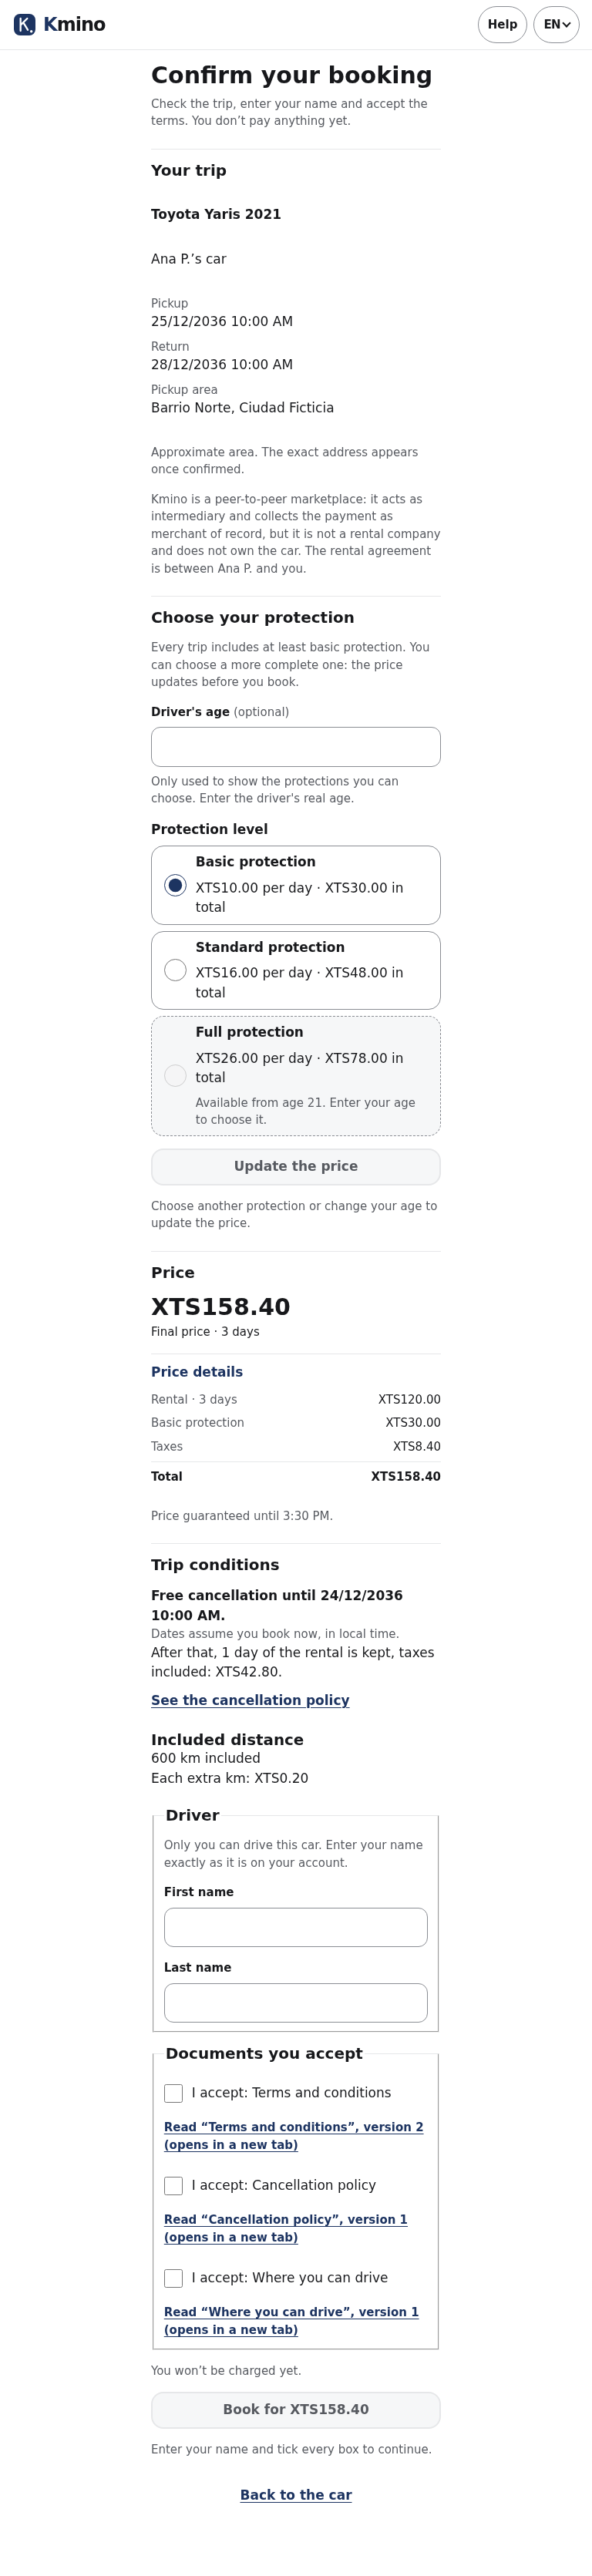 Kmino
Help
EN
Confirm your booking
Check the trip, enter your name and accept the
terms. You don’t pay anything yet.
Your trip
Toyota Yaris 2021
Ana P.’s car
Pickup
25/12/2036 10:00 AM
Return
28/12/2036 10:00 AM
Pickup area
Barrio Norte, Ciudad Ficticia
Approximate area. The exact address appears
once confirmed.
Kmino is a peer-to-peer marketplace: it acts as
intermediary and collects the payment as
merchant of record, but it is not a rental company
and does not own the car. The rental agreement
is between Ana P. and you.
Choose your protection
Every trip includes at least basic protection. You
can choose a more complete one: the price
updates before you book.
Driver's age (optional)
Only used to show the protections you can
choose. Enter the driver's real age.
Protection level
Basic protection
XTS10.00 per day · XTS30.00 in
total
Standard protection
XTS16.00 per day · XTS48.00 in
total
Full protection
XTS26.00 per day · XTS78.00 in
total
Available from age 21. Enter your age
to choose it.
Update the price
Choose another protection or change your age to
update the price.
Price
XTS158.40
Final price · 3 days
Price details
Rental · 3 days XTS120.00
Basic protection XTS30.00
Taxes XTS8.40
Total XTS158.40
Price guaranteed until 3:30 PM.
Trip conditions
Free cancellation until 24/12/2036
10:00 AM.
Dates assume you book now, in local time.
After that, 1 day of the rental is kept, taxes
included: XTS42.80.
See the cancellation policy
Included distance
600 km included
Each extra km: XTS0.20
Driver
Only you can drive this car. Enter your name
exactly as it is on your account.
First name
Last name
Documents you accept
I accept: Terms and conditions
Read “Terms and conditions”, version 2
(opens in a new tab)
I accept: Cancellation policy
Read “Cancellation policy”, version 1
(opens in a new tab)
I accept: Where you can drive
Read “Where you can drive”, version 1
(opens in a new tab)
You won’t be charged yet.
Book for XTS158.40
Enter your name and tick every box to continue.
Back to the car